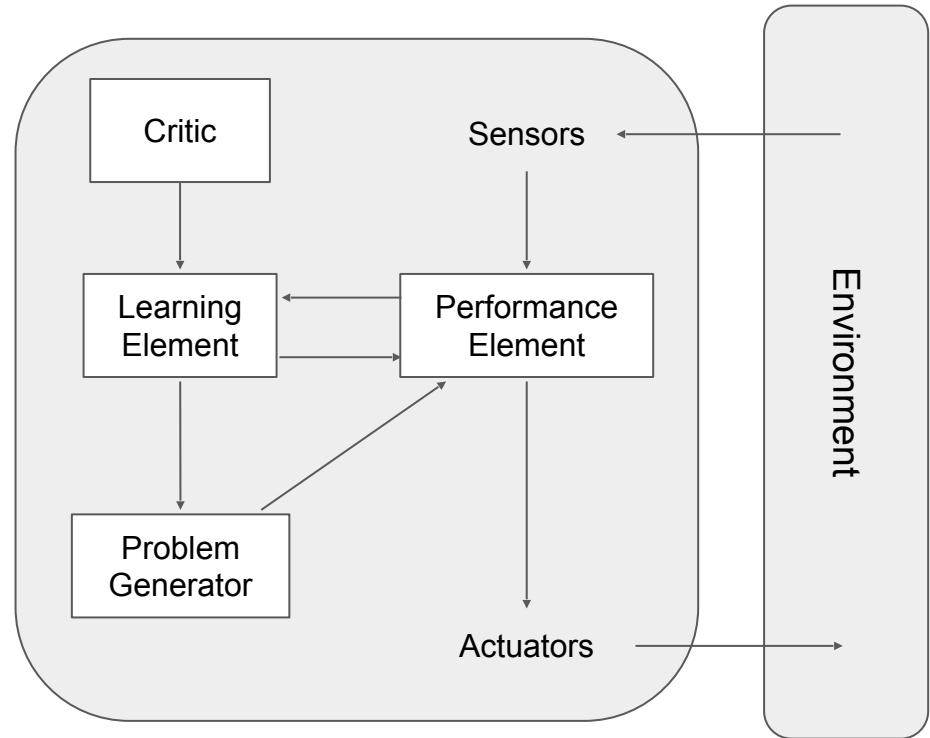 Critic
Sensors
Learning
Element
Performance
Element
Problem
Generator
Actuators
Environment